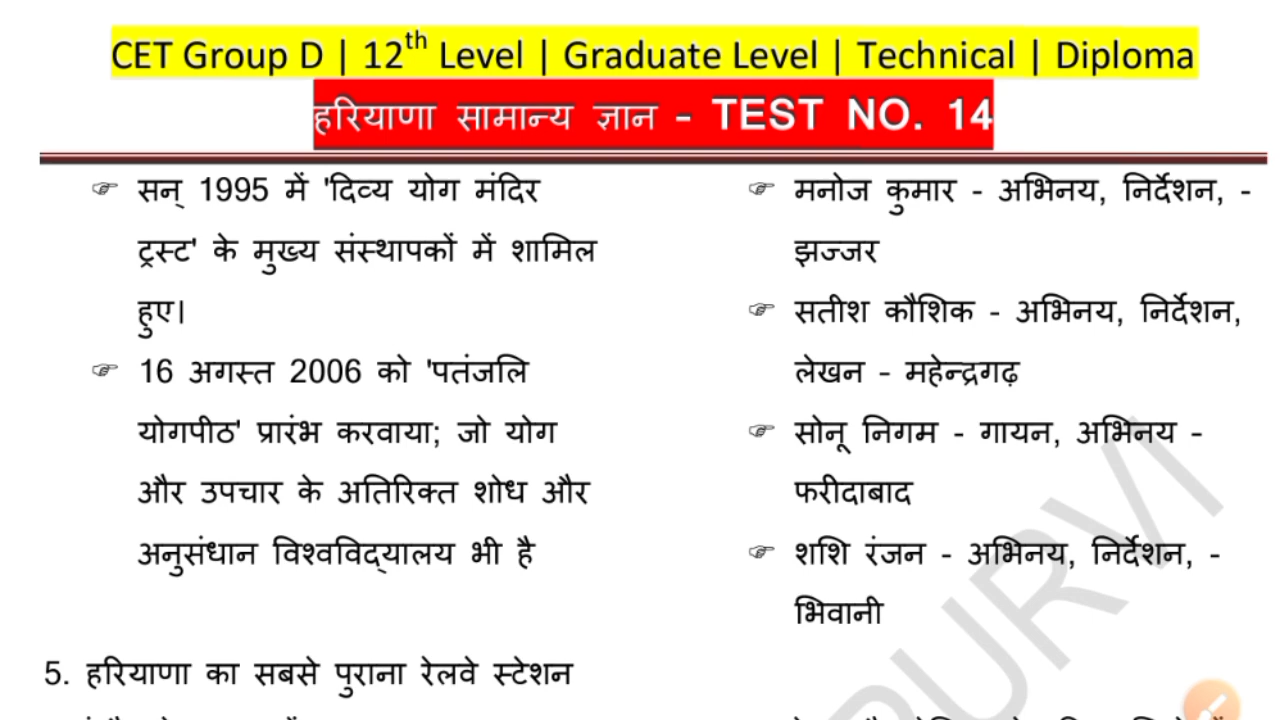 CET Group D | 12th Level | Graduate Level | Technical | Diploma
हरियाणा सामान्य ज्ञान - TEST NO. 14
☞ सन् 1995 में 'दिव्य योग मंदिर
ट्रस्ट' के मुख्य संस्थापकों में शामिल
हुए।
☞ 16 अगस्त 2006 को 'पतंजलि
योगपीठ' प्रारंभ करवाया; जो योग
और उपचार के अतिरिक्त शोध और
अनुसंधान विश्वविद्यालय भी है
5. हरियाणा का सबसे पुराना रेलवे स्टेशन
☞ मनोज कुमार - अभिनय, निर्देशन, -
झज्जर
☞ सतीश कौशिक - अभिनय, निर्देशन,
लेखन - महेन्द्रगढ़
☞ सोनू निगम - गायन, अभिनय -
फरीदाबाद
☞ शशि रंजन - अभिनय, निर्देशन, -
भिवानी
PURVI